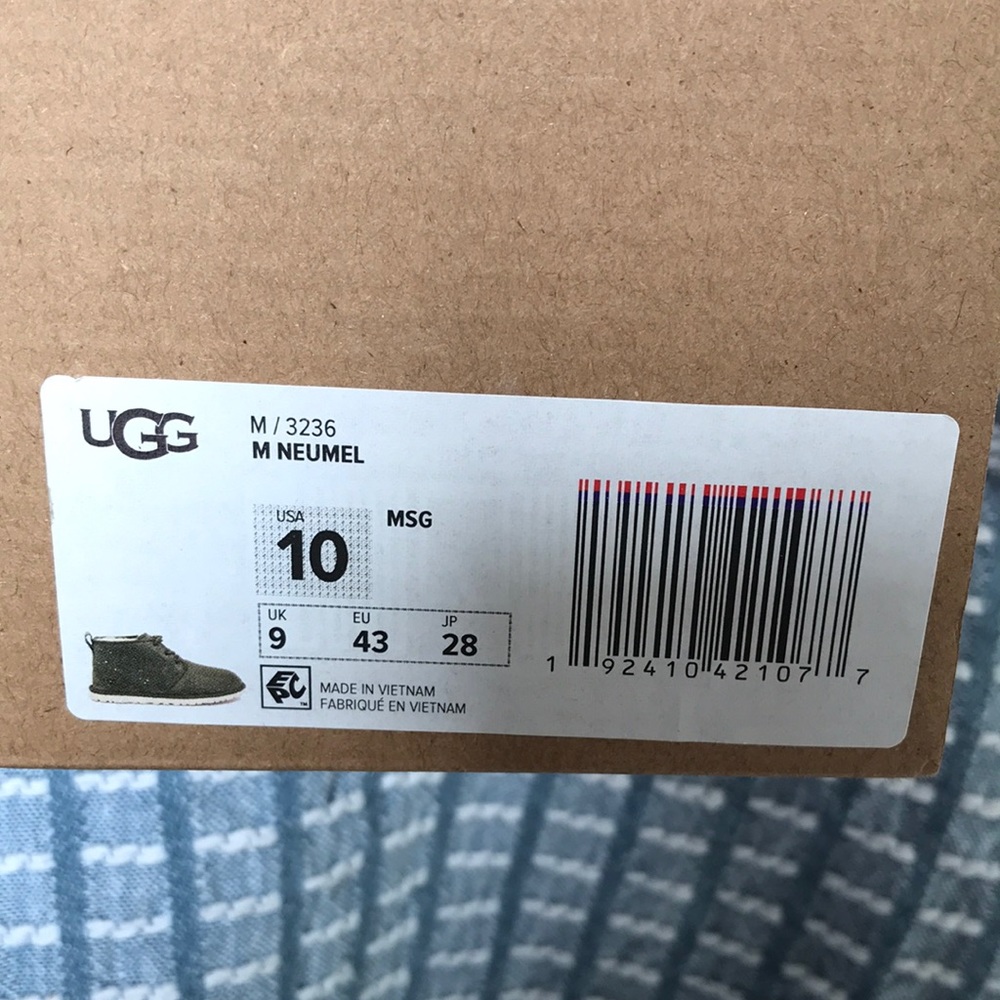 UGG
M / 3236
M NEUMEL
USA
10
MSG
UK EU JP
9 43 28
EPC™
MADE IN VIETNAM
FABRIQUÉ EN VIETNAM
1 92410 42107 7